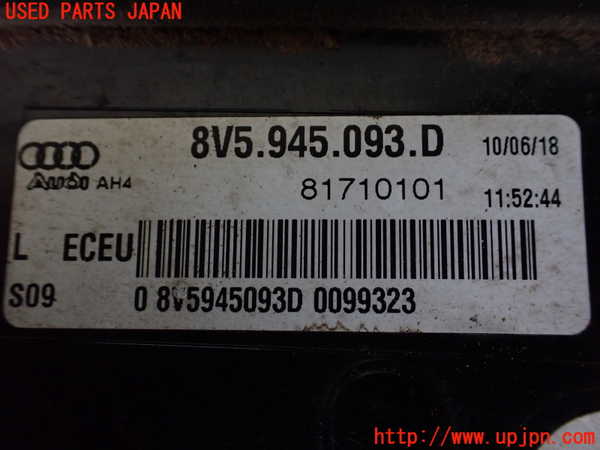 USED PARTS JAPAN
8V5.945.093.D
10/06/18
Audi AH4
81710101
11:52:44
L ECEU
S09
0 8V5945093D 0099323
http://www.upjpn.com/